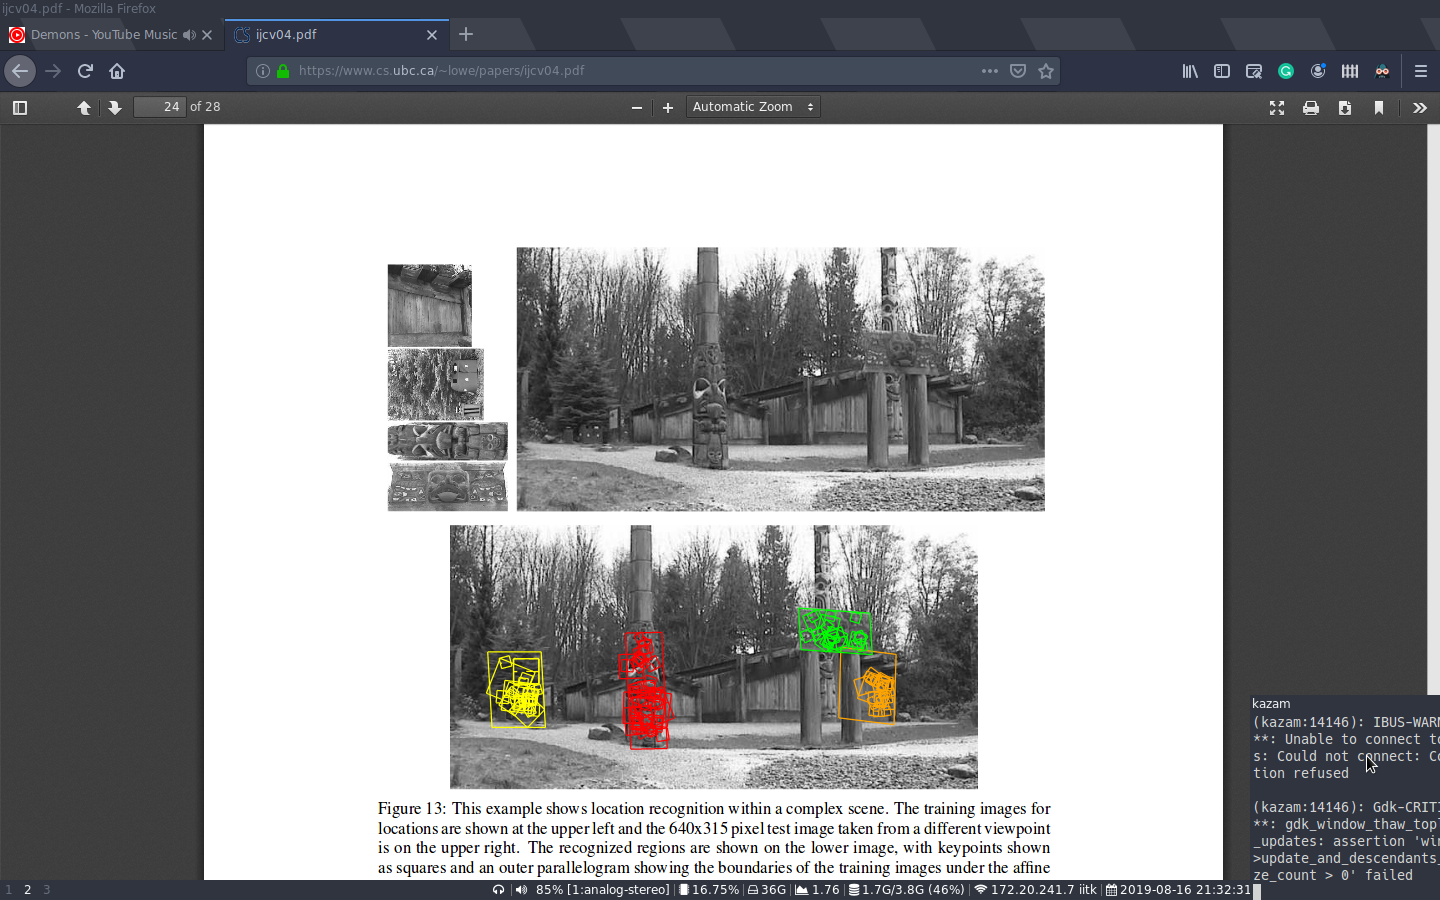 ijcv04.pdf - Mozilla Firefox
Demons - YouTube Music
ijcv04.pdf
https://www.cs.ubc.ca/~lowe/papers/ijcv04.pdf
24 of 28
Automatic Zoom
Figure 13: This example shows location recognition within a complex scene. The training images for
locations are shown at the upper left and the 640x315 pixel test image taken from a different viewpoint
is on the upper right. The recognized regions are shown on the lower image, with keypoints shown
as squares and an outer parallelogram showing the boundaries of the training images under the affine
kazam
(kazam:14146): IBUS-WARN
**: Unable to connect to
s: Could not connect: Co
tion refused
(kazam:14146): Gdk-CRITI
**: gdk_window_thaw_topl
_updates: assertion 'win
>update_and_descendants_
ze_count > 0' failed
1 2 3
85% [1:analog-stereo] 16.75% 36G 1.76 1.7G/3.8G (46%) 172.20.241.7 iitk 2019-08-16 21:32:31